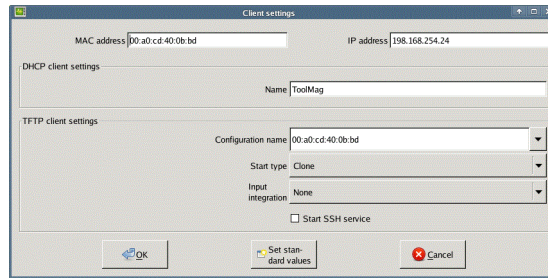 Client settings
MAC address 00:a0:cd:40:0b:bd IP address 198.168.254.24
DHCP client settings
Name ToolMag
TFTP client settings
Configuration name 00:a0:cd:40:0b:bd
Start type Clone
Input
integration None
Start SSH service
OK
Set stan-
dard values
Cancel